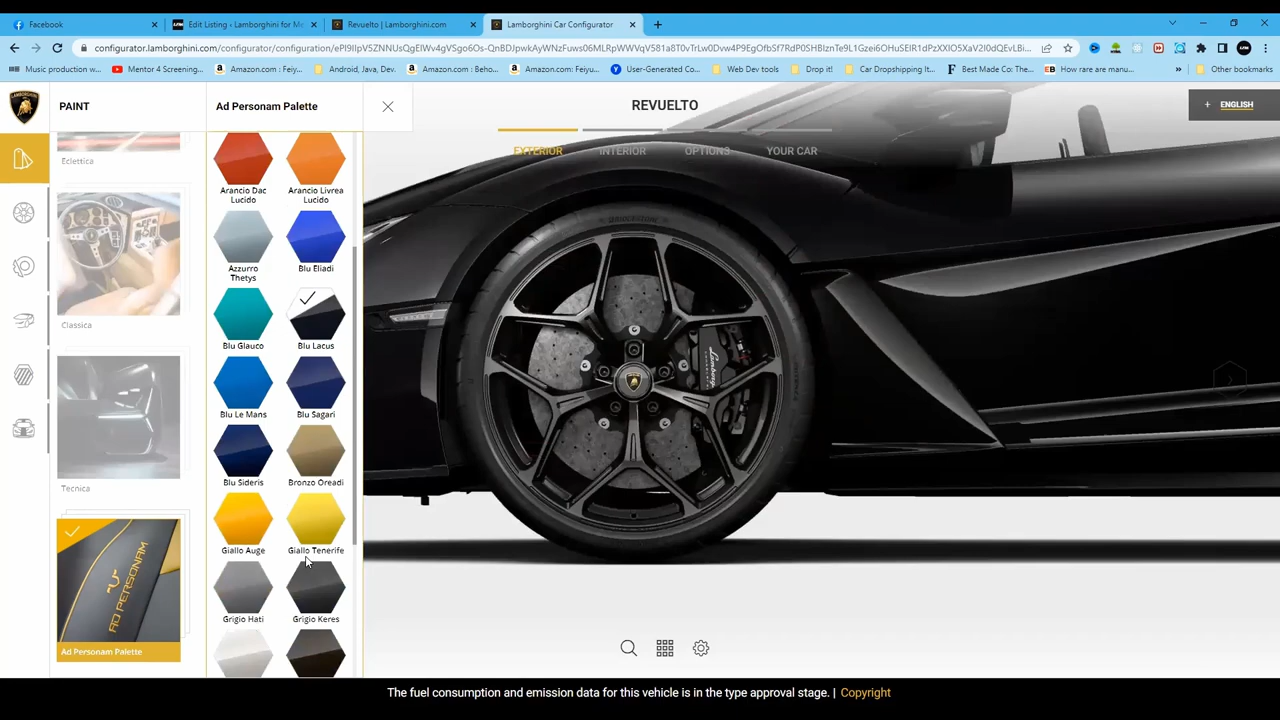 Facebook
Edit Listing ‹ Lamborghini for Me
Revuelto | Lamborghini.com
Lamborghini Car Configurator
Music production w...
Mentor 4 Screening...
Amazon.com : Feiy...
Android, Java, Dev.
Amazon.com : Beho...
Amazon.com: Feiyu...
User-Generated Co...
Web Dev tools
Drop it!
Car Dropshipping It...
Best Made Co: The...
How rare are manu...
»
Other bookmarks
PAINT
Ad Personam Palette
REVUELTO
+ ENGLISH
EXTERIOR
INTERIOR
OPTIONS
YOUR CAR
Eclettica
Classica
Tecnica
AD PERSONAM
Ad Personam Palette
Arancio Dac
Lucido
Arancio Livrea
Lucido
Azzurro
Thetys
Blu Eliadi
Blu Glauco
Blu Lacus
Blu Le Mans
Blu Sagari
Blu Sideris
Bronzo Oreadi
Giallo Auge
Giallo Tenerife
Grigio Hati
Grigio Keres
BRIDGESTONE
Lamborghini
The fuel consumption and emission data for this vehicle is in the type approval stage. | Copyright